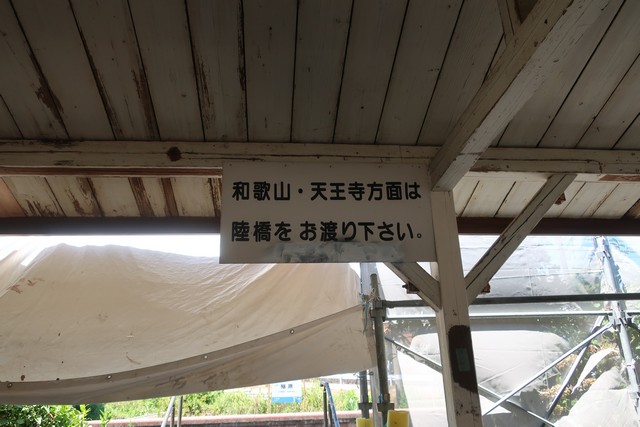 和歌山・天王寺方面は
陸橋を お渡り下さい。